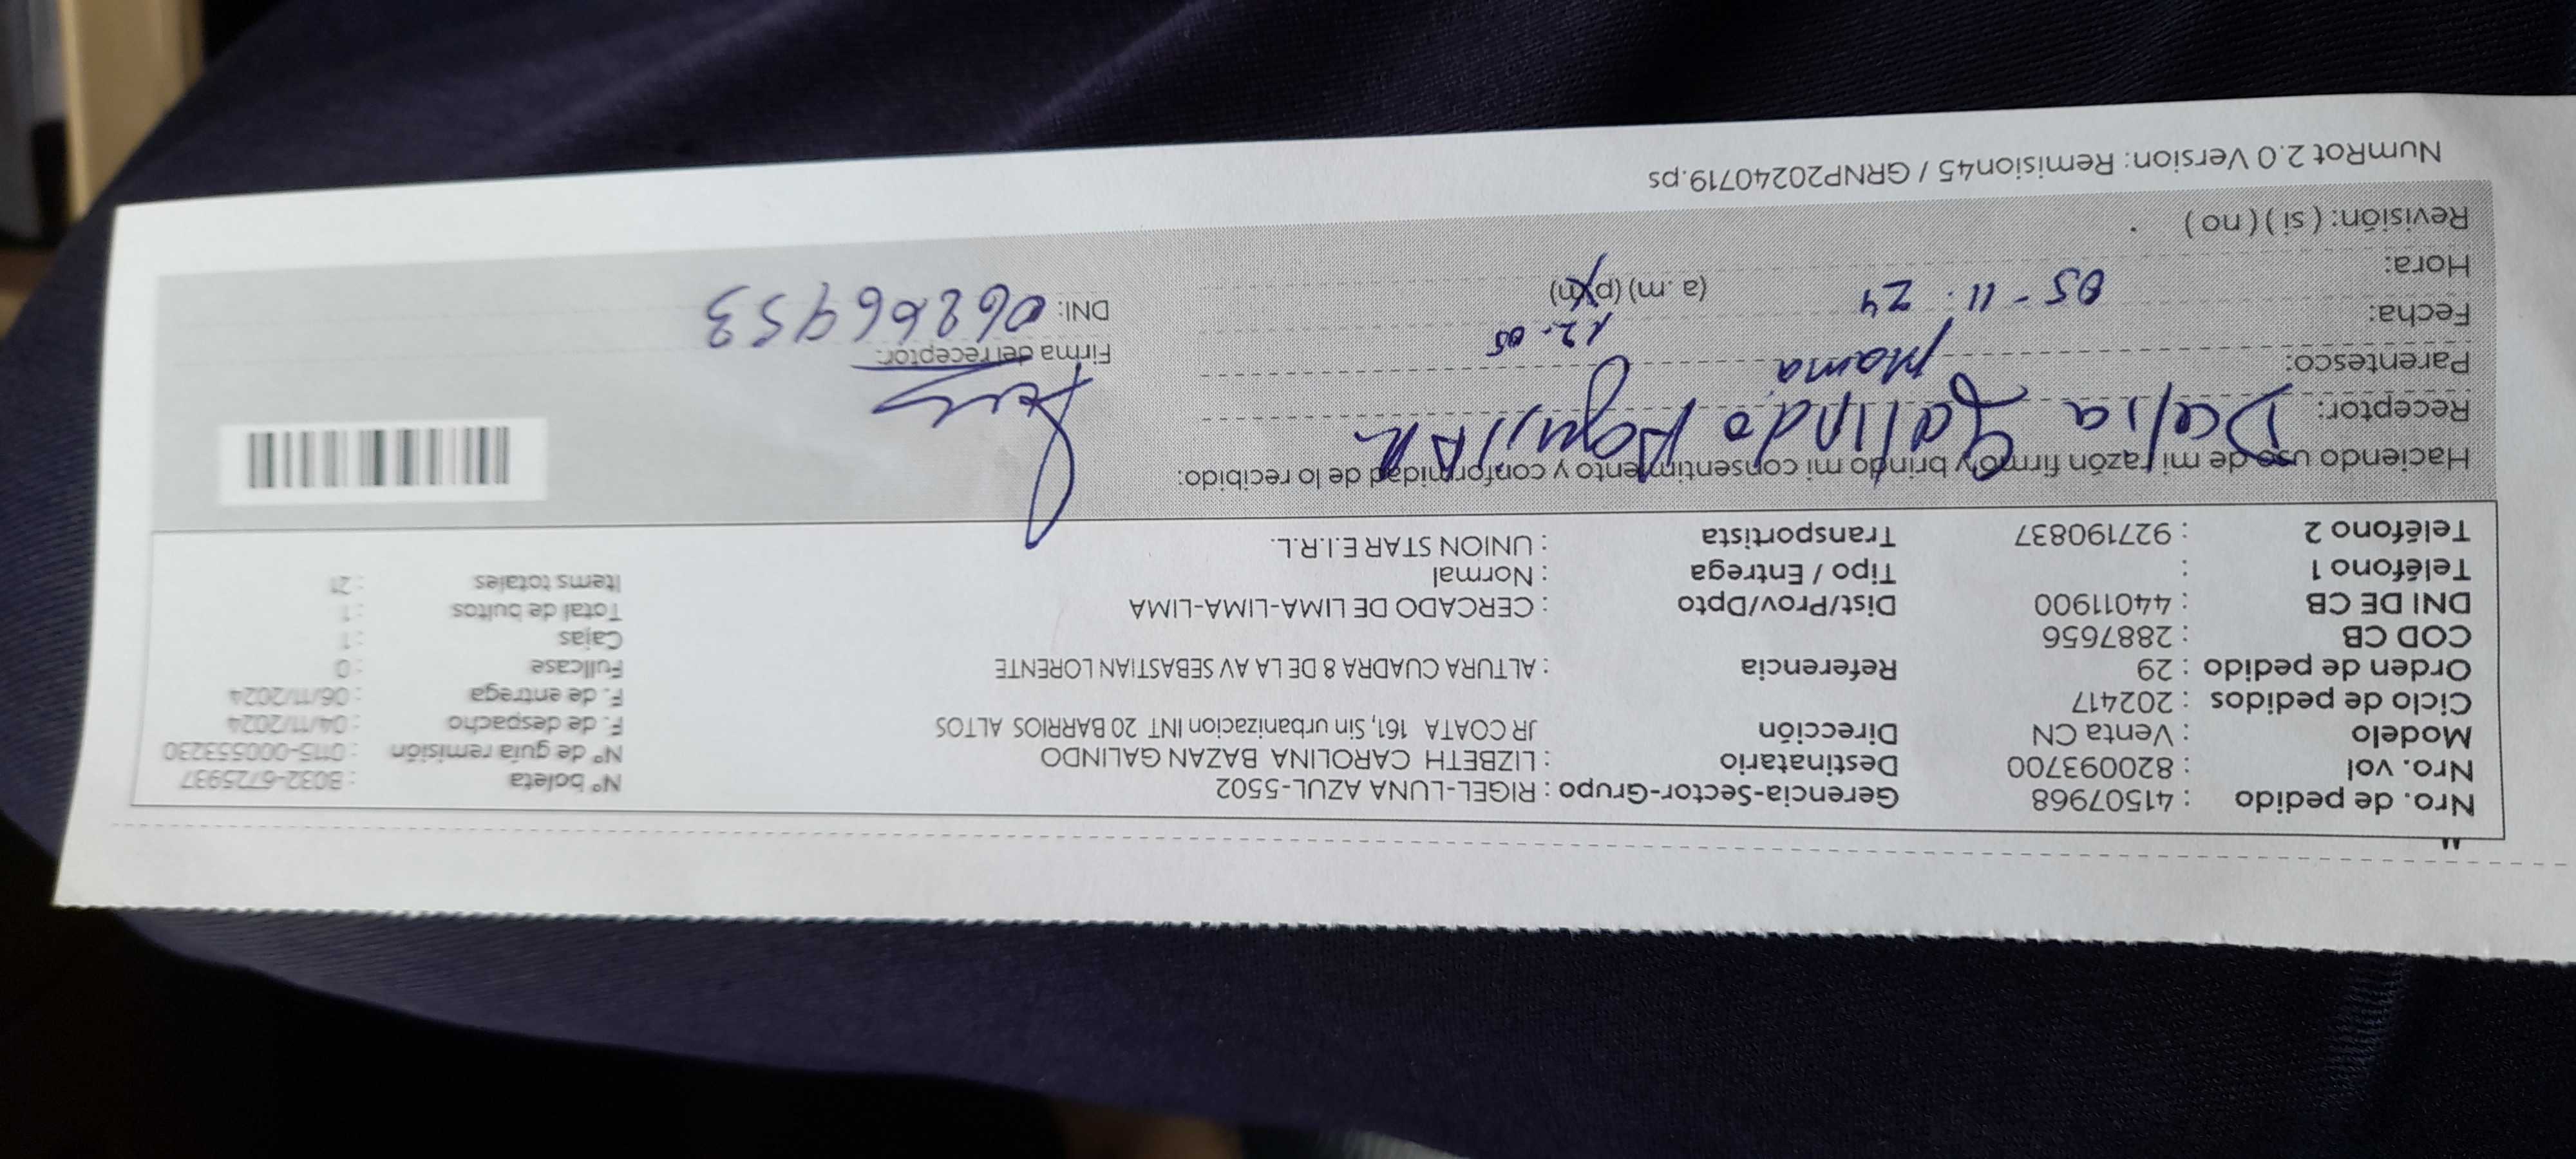 Nro. de pedido : 41507968 Gerencia-Sector-Grupo : RIGEL-LUNA AZUL-5502 N° boleta : B032-6725937
Nro. vol : 820093700 Destinatario : LIZBETH CAROLINA BAZAN GALINDO N° de guía remisión : 0115-000553230
Modelo : Venta CN Dirección JR COATA 161, Sin urbanizacion INT 20 BARRIOS ALTOS F. de despacho : 04/11/2024
Ciclo de pedidos : 202417 F. de entrega : 06/11/2024
Orden de pedido : 29 Referencia : ALTURA CUADRA 8 DE LA AV SEBASTIAN LORENTE Fullcase : 0
COD CB : 2887656 Cajas : 1
DNI DE CB : 44011900 Dist/Prov/Dpto : CERCADO DE LIMA-LIMA-LIMA Total de bultos : 1
Teléfono 1 : Tipo / Entrega : Normal Items totales : 21
Teléfono 2 : 927190837 Transportista : UNION STAR E.I.R.L.
Haciendo uso de mi razón firmo y brindo mi consentimiento y conformidad de lo recibido:
Receptor: Delia Galindo AguilAR
Parentesco: Mama Firma del receptor:
Fecha: 05-11-24 12.05
Hora: (a.m) (p.m) DNI: 06266953
Revisión: ( si ) ( no )
NumRot 2.0 Version: Remision45 / GRNP20240719.ps